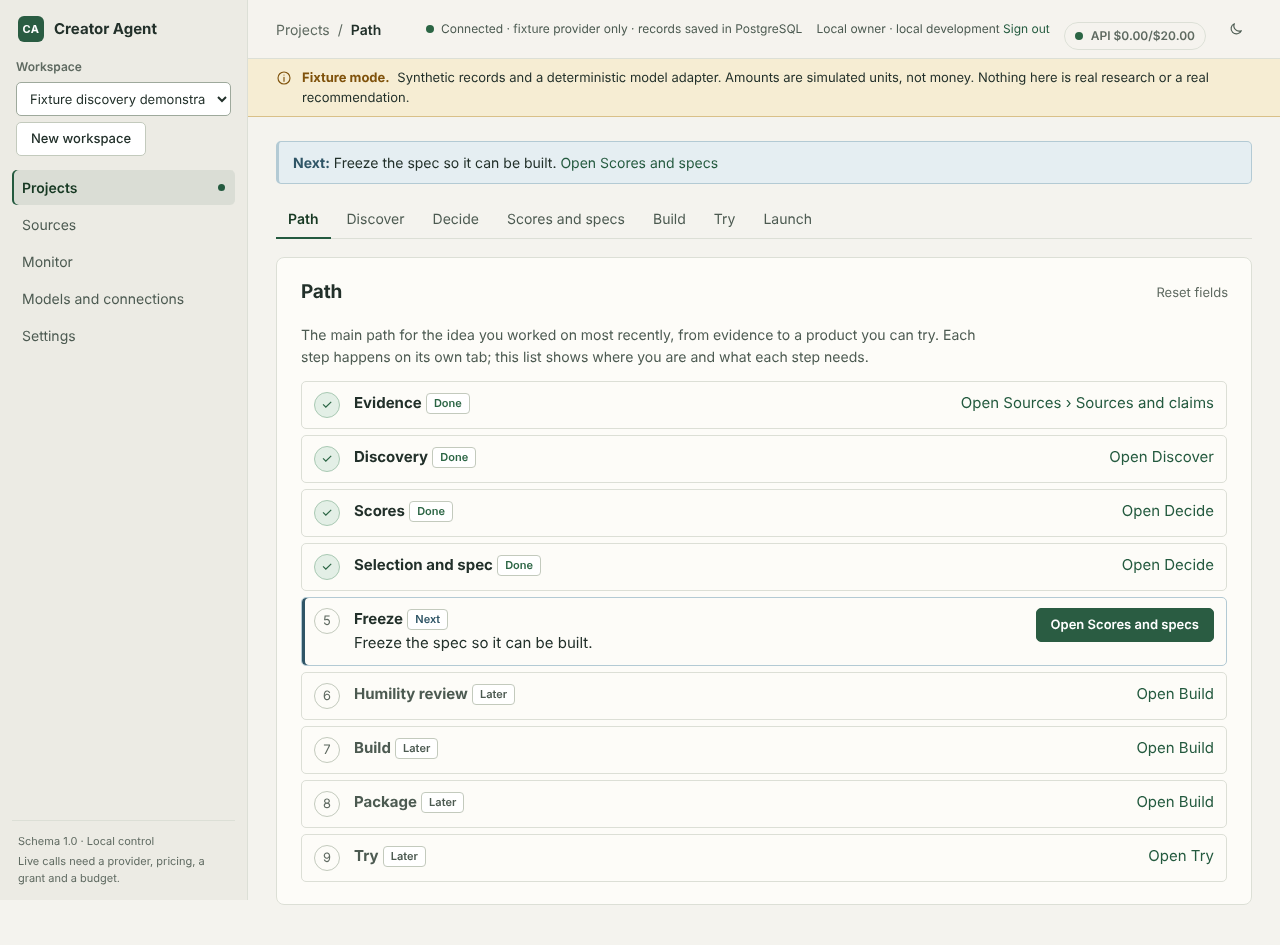 CA Creator Agent
Workspace
Fixture discovery demonstra
New workspace
Projects
Sources
Monitor
Models and connections
Settings
Schema 1.0 · Local control
Live calls need a provider, pricing, a
grant and a budget.
Projects / Path
Connected · fixture provider only · records saved in PostgreSQL
Local owner · local development Sign out
API $0.00/$20.00
Fixture mode. Synthetic records and a deterministic model adapter. Amounts are simulated units, not money. Nothing here is real research or a real
recommendation.
Next: Freeze the spec so it can be built. Open Scores and specs
Path Discover Decide Scores and specs Build Try Launch
Path
Reset fields
The main path for the idea you worked on most recently, from evidence to a product you can try. Each
step happens on its own tab; this list shows where you are and what each step needs.
Evidence Done Open Sources › Sources and claims
Discovery Done Open Discover
Scores Done Open Decide
Selection and spec Done Open Decide
5 Freeze Next Open Scores and specs
Freeze the spec so it can be built.
6 Humility review Later Open Build
7 Build Later Open Build
8 Package Later Open Build
9 Try Later Open Try